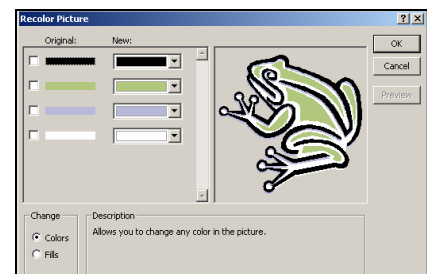 Recolor Picture
Original: New:
OK
Cancel
Preview
Change
Colors
Fills
Description
Allows you to change any color in the picture.